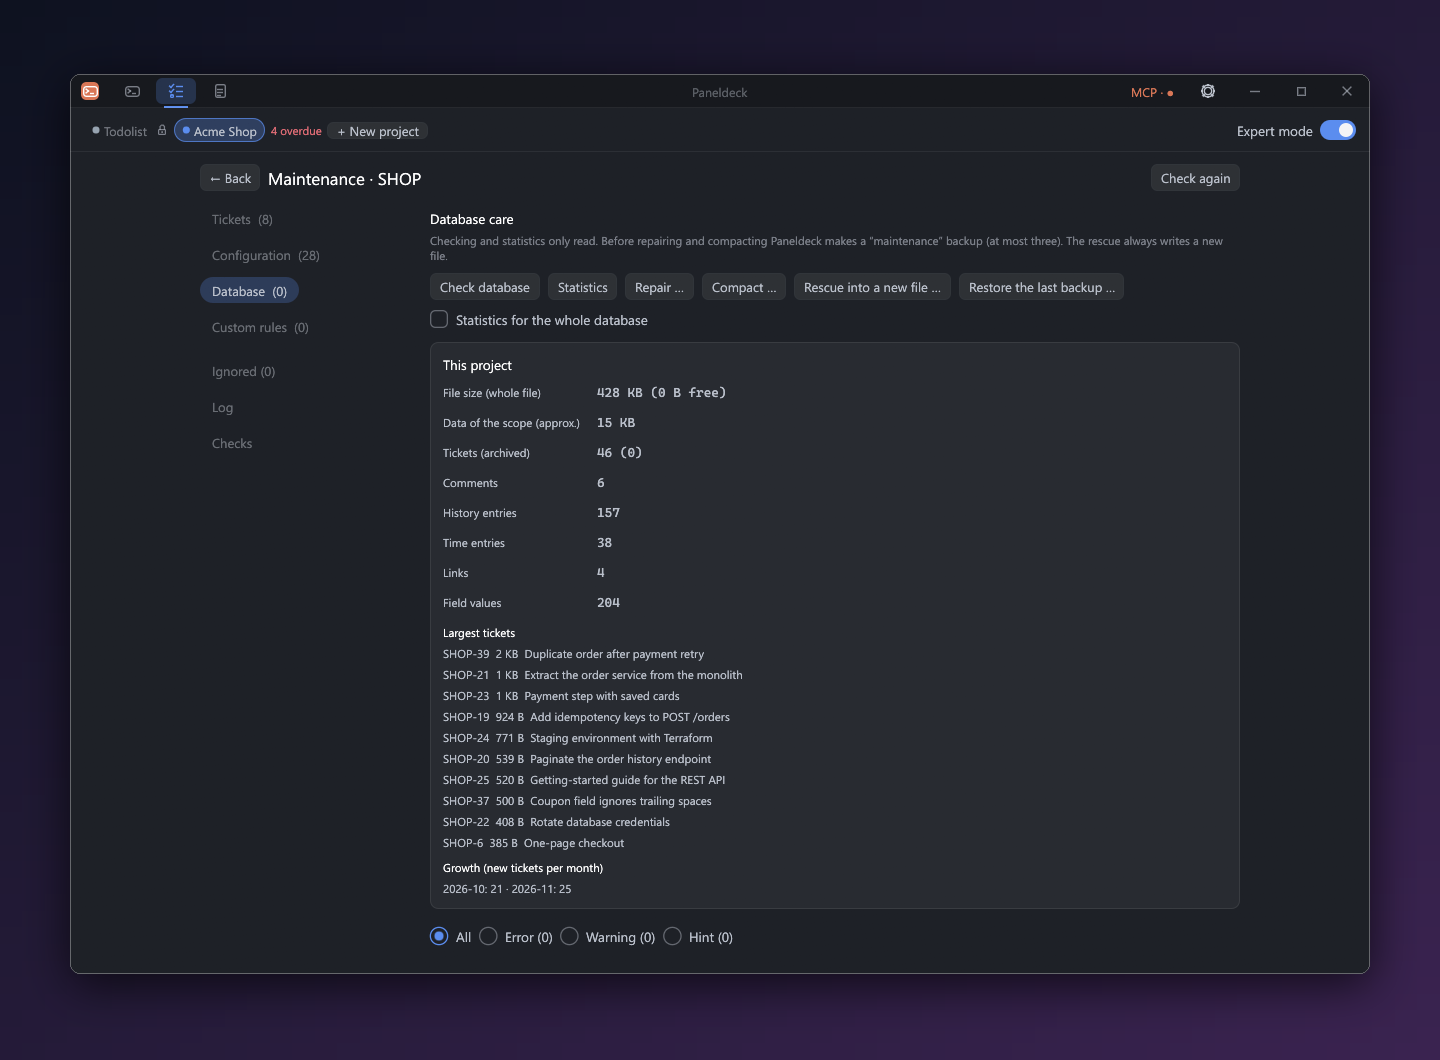 Paneldeck
MCP ·
Todolist
Acme Shop
4 overdue
+ New project
Expert mode
← Back
Maintenance · SHOP
Check again
Tickets (8)
Configuration (28)
Database (0)
Custom rules (0)
Ignored (0)
Log
Checks
Database care
Checking and statistics only read. Before repairing and compacting Paneldeck makes a "maintenance" backup (at most three). The rescue always writes a new
file.
Check database
Statistics
Repair ...
Compact ...
Rescue into a new file ...
Restore the last backup ...
Statistics for the whole database
This project
File size (whole file) 428 KB (0 B free)
Data of the scope (approx.) 15 KB
Tickets (archived) 46 (0)
Comments 6
History entries 157
Time entries 38
Links 4
Field values 204
Largest tickets
SHOP-39 2 KB Duplicate order after payment retry
SHOP-21 1 KB Extract the order service from the monolith
SHOP-23 1 KB Payment step with saved cards
SHOP-19 924 B Add idempotency keys to POST /orders
SHOP-24 771 B Staging environment with Terraform
SHOP-20 539 B Paginate the order history endpoint
SHOP-25 520 B Getting-started guide for the REST API
SHOP-37 500 B Coupon field ignores trailing spaces
SHOP-22 408 B Rotate database credentials
SHOP-6 385 B One-page checkout
Growth (new tickets per month)
2026-10: 21 · 2026-11: 25
All
Error (0)
Warning (0)
Hint (0)